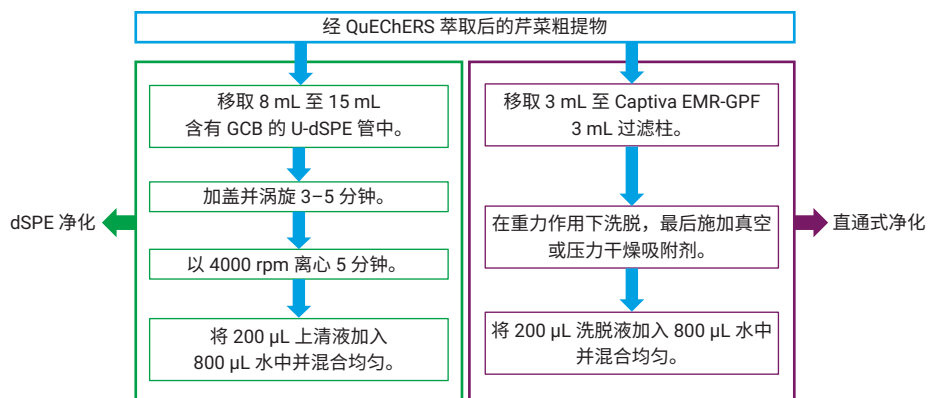 经 QuEChERS 萃取后的芹菜粗提物
移取 8 mL 至 15 mL
含有 GCB 的 U-dSPE 管中。
加盖并涡旋 3–5 分钟。
以 4000 rpm 离心 5 分钟。
将 200 µL 上清液加入
800 µL 水中并混合均匀。
dSPE 净化
移取 3 mL 至 Captiva EMR-GPF
3 mL 过滤柱。
在重力作用下洗脱，最后施加真空
或压力干燥吸附剂。
将 200 µL 洗脱液加入 800 µL 水中
并混合均匀。
直通式净化